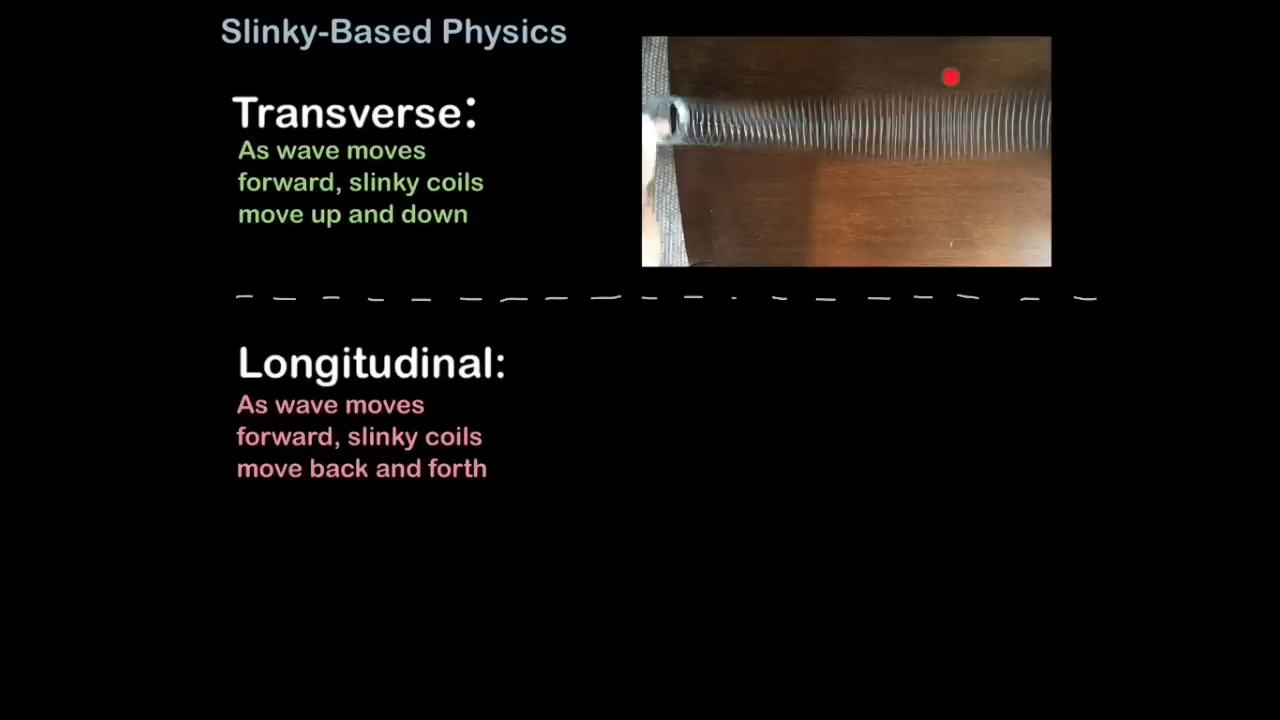 Slinky-Based Physics
Transverse:
As wave moves
forward, slinky coils
move up and down
Longitudinal:
As wave moves
forward, slinky coils
move back and forth